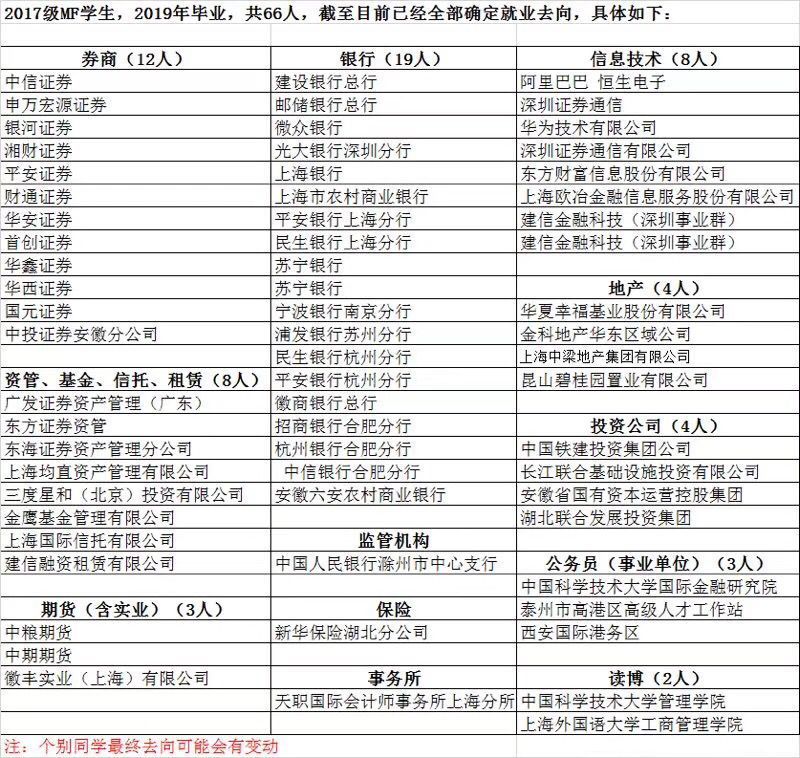 2017级MF学生，2019年毕业，共66人，截至目前已经全部确定就业去向，具体如下：
券商（12人）
中信证券
申万宏源证券
银河证券
湘财证券
平安证券
财通证券
华安证券
首创证券
华鑫证券
华西证券
国元证券
中投证券安徽分公司
资管、基金、信托、租赁（8人）
广发证券资产管理（广东）
东方证券资管
东海证券资产管理分公司
上海均直资产管理有限公司
三度星和（北京）投资有限公司
金鹰基金管理有限公司
上海国际信托有限公司
建信融资租赁有限公司
期货（含实业）（3人）
中粮期货
中期期货
徽丰实业（上海）有限公司
银行（19人）
建设银行总行
邮储银行总行
微众银行
光大银行深圳分行
上海银行
上海市农村商业银行
平安银行上海分行
民生银行上海分行
苏宁银行
苏宁银行
宁波银行南京分行
浦发银行苏州分行
民生银行杭州分行
平安银行杭州分行
徽商银行总行
招商银行合肥分行
杭州银行合肥分行
中信银行合肥分行
安徽六安农村商业银行
监管机构
中国人民银行滁州市中心支行
保险
新华保险湖北分公司
事务所
天职国际会计师事务所上海分所
信息技术（8人）
阿里巴巴 恒生电子
深圳证券通信
华为技术有限公司
深圳证券通信有限公司
东方财富信息股份有限公司
上海欧冶金融信息服务股份有限公司
建信金融科技（深圳事业群）
建信金融科技（深圳事业群）
地产（4人）
华夏幸福基业股份有限公司
金科地产华东区域公司
上海中梁地产集团有限公司
昆山碧桂园置业有限公司
投资公司（4人）
中国铁建投资集团公司
长江联合基础设施投资有限公司
安徽省国有资本运营控股集团
湖北联合发展投资集团
公务员（事业单位）（3人）
中国科学技术大学国际金融研究院
泰州市高港区高级人才工作站
西安国际港务区
读博（2人）
中国科学技术大学管理学院
上海外国语大学工商管理学院
注：个别同学最终去向可能会有变动